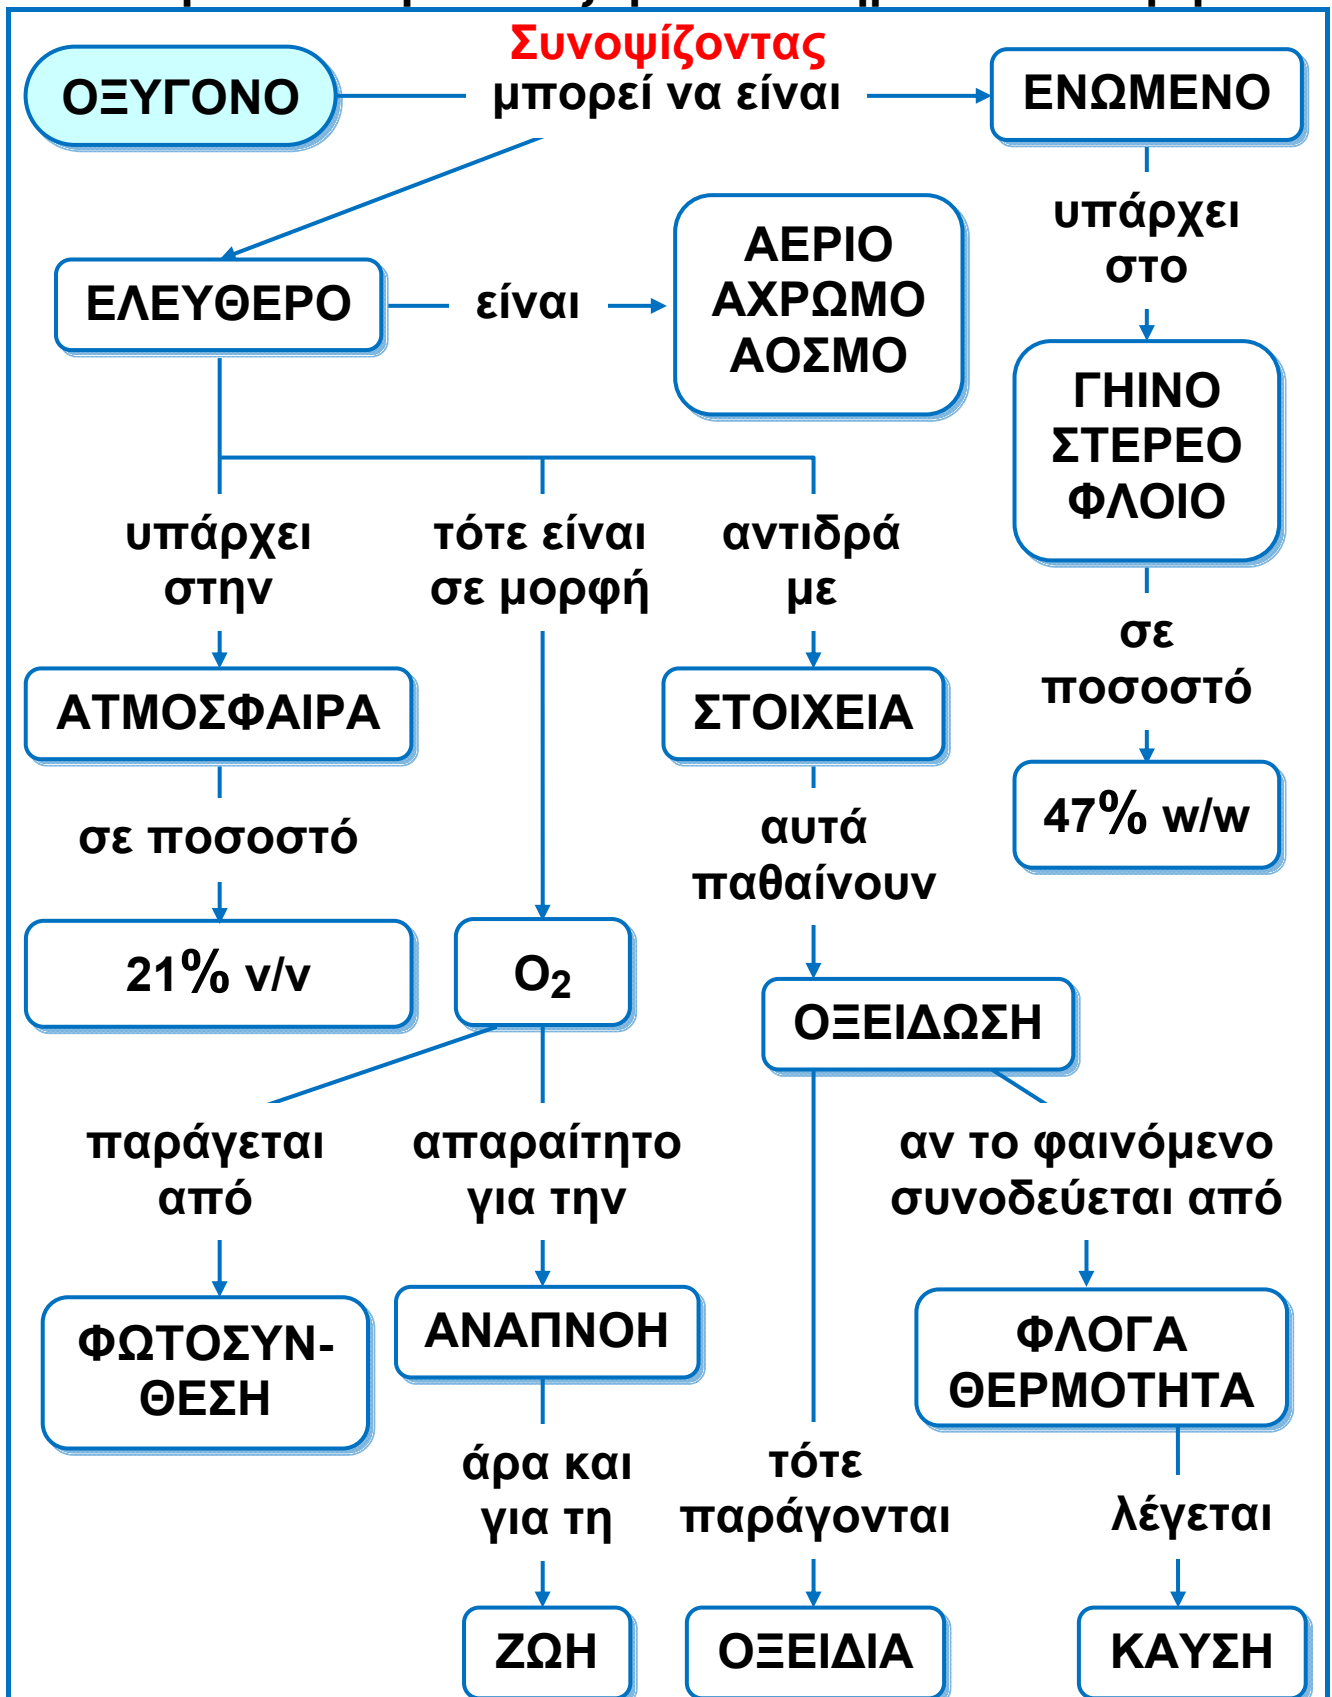 Συνοψίζοντας
ΟΞΥΓΟΝΟ
μπορεί να είναι
ΕΝΩΜΕΝΟ
υπάρχει
στο
ΑΕΡΙΟ
ΑΧΡΩΜΟ
ΑΟΣΜΟ
ΕΛΕΥΘΕΡΟ
είναι
ΓΗΙΝΟ
ΣΤΕΡΕΟ
ΦΛΟΙΟ
υπάρχει
στην
τότε είναι
σε μορφή
αντιδρά
με
σε
ποσοστό
ΑΤΜΟΣΦΑΙΡΑ
ΣΤΟΙΧΕΙΑ
47% w/w
σε ποσοστό
αυτά
παθαίνουν
21% v/v
O2
ΟΞΕΙΔΩΣΗ
παράγεται
από
απαραίτητο
για την
αν το φαινόμενο
συνοδεύεται από
ΦΩΤΟΣΥΝ-
ΘΕΣΗ
ΑΝΑΠΝΟΗ
ΦΛΟΓΑ
ΘΕΡΜΟΤΗΤΑ
άρα και
για τη
τότε
παράγονται
λέγεται
ΖΩΗ
ΟΞΕΙΔΙΑ
ΚΑΥΣΗ